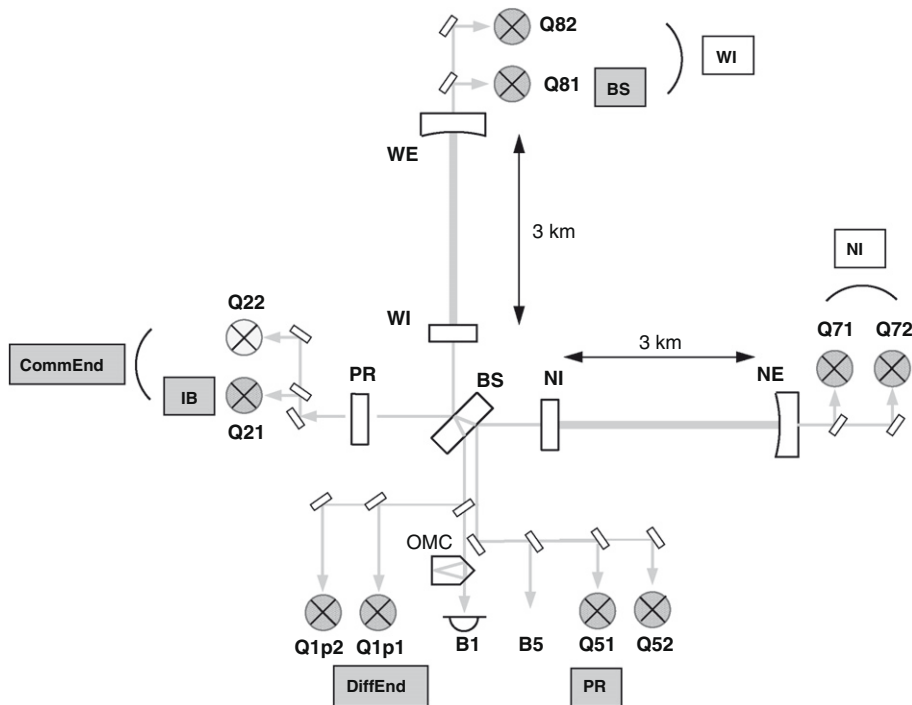 Q82
WI
Q81
BS
WE
3 km
NI
Q22
WI
Q71
Q72
3 km
CommEnd
PR
BS
NI
NE
IB
Q21
OMC
Q1p2
Q1p1
B1
B5
Q51
Q52
DiffEnd
PR